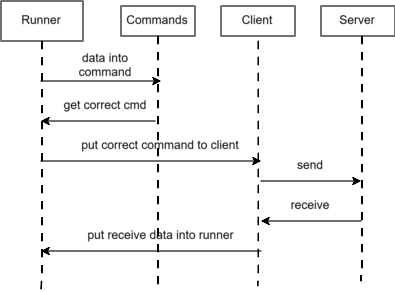 Runner
Commands
Client
Server
data into
command
get correct cmd
put correct command to client
send
receive
put receive data into runner